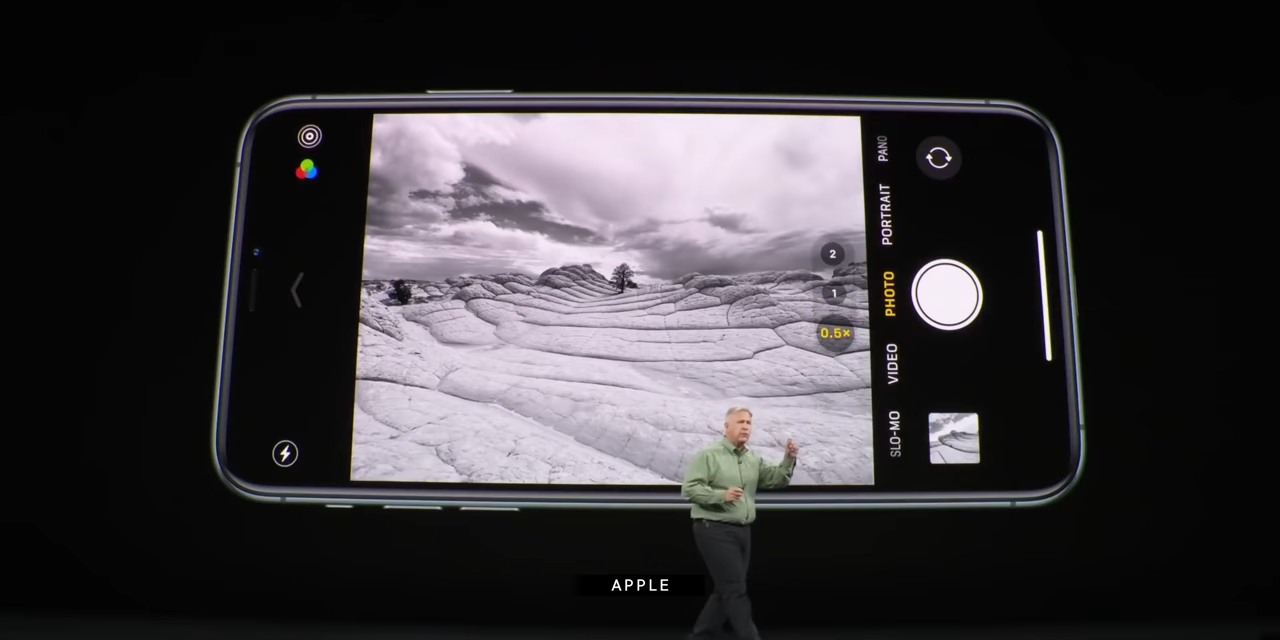 PANO
PORTRAIT
PHOTO
VIDEO
SLO-MO
2
1
0.5×
APPLE